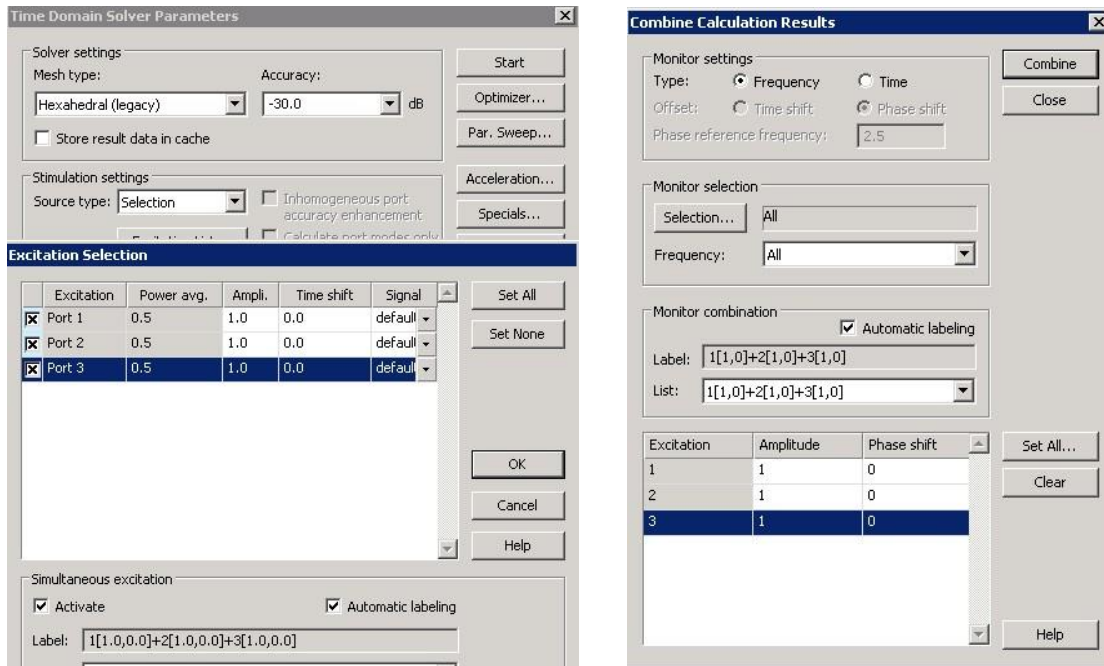 Time Domain Solver Parameters
Solver settings
Mesh type: Accuracy:
Hexahedral (legacy) -30.0 dB
Store result data in cache
Start
Optimizer...
Par. Sweep...
Stimulation settings
Source type: Selection
Inhomogeneous port
accuracy enhancement
Calculate port modes only
Acceleration...
Specials...
Excitation Selection
Excitation Power avg. Ampli. Time shift Signal
Port 1 0.5 1.0 0.0 defaul
Port 2 0.5 1.0 0.0 defaul
Port 3 0.5 1.0 0.0 defaul
Set All
Set None
OK
Cancel
Help
Simultaneous excitation
Activate Automatic labeling
Label: 1[1.0,0.0]+2[1.0,0.0]+3[1.0,0.0]
Combine Calculation Results
Monitor settings
Type: Frequency Time
Offset: Time shift Phase shift
Phase reference frequency: 2.5
Combine
Close
Monitor selection
Selection... All
Frequency: All
Monitor combination
Automatic labeling
Label: 1[1,0]+2[1,0]+3[1,0]
List: 1[1,0]+2[1,0]+3[1,0]
Excitation Amplitude Phase shift
1 1 0
2 1 0
3 1 0
Set All...
Clear
Help